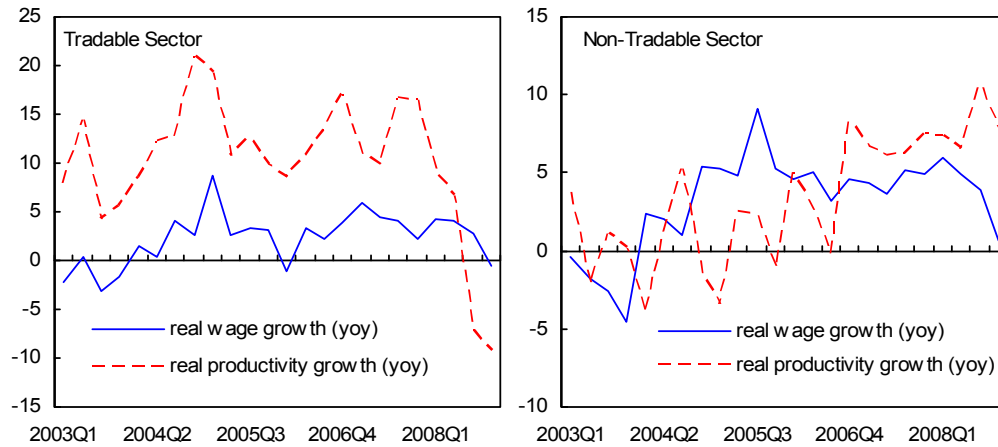 Tradable Sector
25
20
15
10
5
0
-5
-10
-15
real wage growth (yoy)
real productivity growth (yoy)
2003Q1 2004Q2 2005Q3 2006Q4 2008Q1
Non-Tradable Sector
15
10
5
0
-5
-10
real wage growth (yoy)
real productivity growth (yoy)
2003Q1 2004Q2 2005Q3 2006Q4 2008Q1